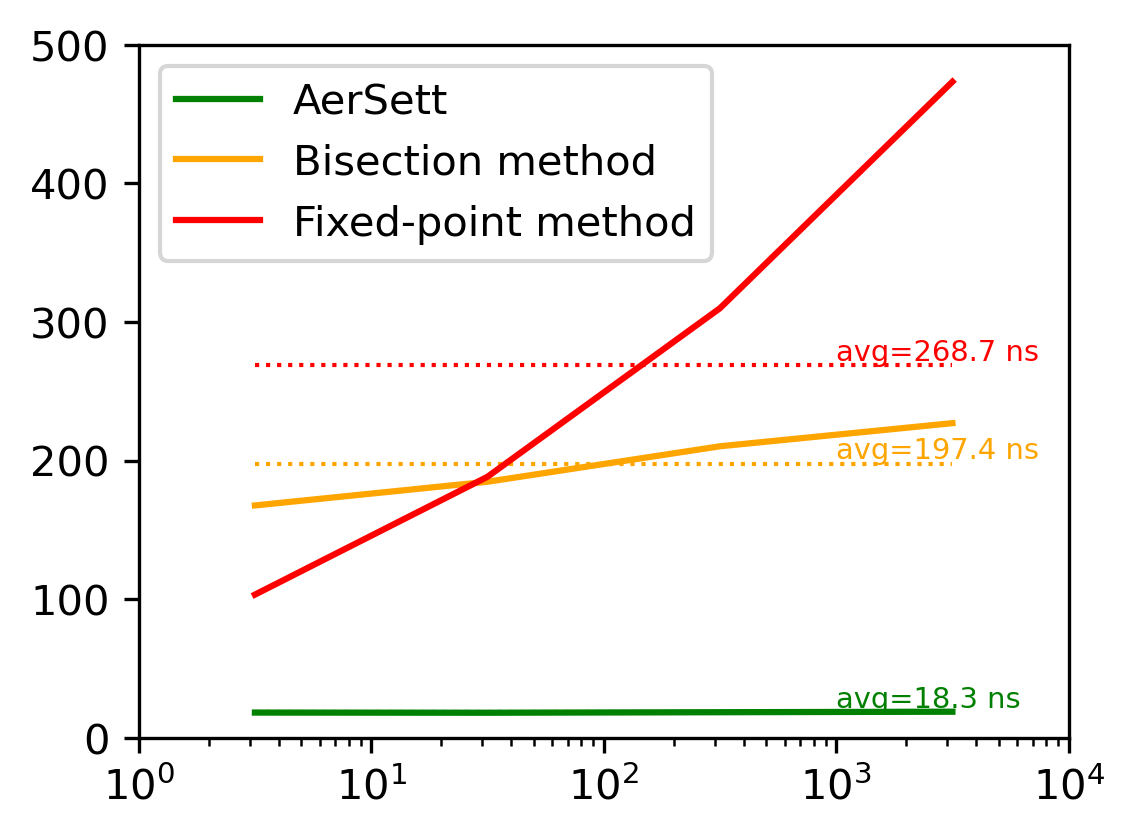 500
400
300
200
100
0
AerSett
Bisection method
Fixed-point method
avg=268.7 ns
avg=197.4 ns
avg=18.3 ns
10⁰ 10¹ 10² 10³ 10⁴